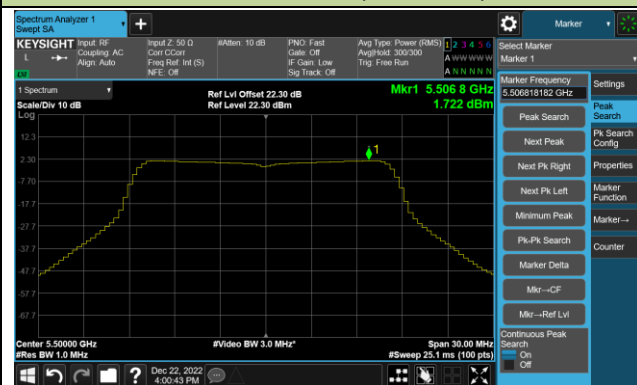 Spectrum Analyzer 1
Swept SA
+
Marker
KEYSIGHT
L
Input: RF
Coupling: AC
Align: Auto
Input Z: 50 Ω
Corr CCorr
Freq Ref: Int (S)
NFE: Off
#Atten: 10 dB
PNO: Fast
Gate: Off
IF Gain: Low
Sig Track: Off
Avg Type: Power (RMS)
Avg|Hold: 300/300
Trig: Free Run
1 2 3 4 5 6
A W W W W W
A N N N N N
Select Marker
Marker 1
1 Spectrum
Scale/Div 10 dB
Log
Ref Lvl Offset 22.30 dB
Ref Level 22.30 dBm
Mkr1 5.506 8 GHz
1.722 dBm
12.3
2.30
-7.70
-17.7
-27.7
-37.7
-47.7
-57.7
-67.7
1
Center 5.50000 GHz
#Res BW 1.0 MHz
#Video BW 3.0 MHz*
Span 30.00 MHz
#Sweep 25.1 ms (100 pts)
Marker Frequency
5.506818182 GHz
Peak Search
Next Peak
Next Pk Right
Next Pk Left
Minimum Peak
Pk-Pk Search
Marker Delta
Mkr→CF
Mkr→Ref Lvl
Continuous Peak
Search
On
Off
Settings
Peak
Search
Pk Search
Config
Properties
Marker
Function
Marker→
Counter
?
Dec 22, 2022
4:00:43 PM